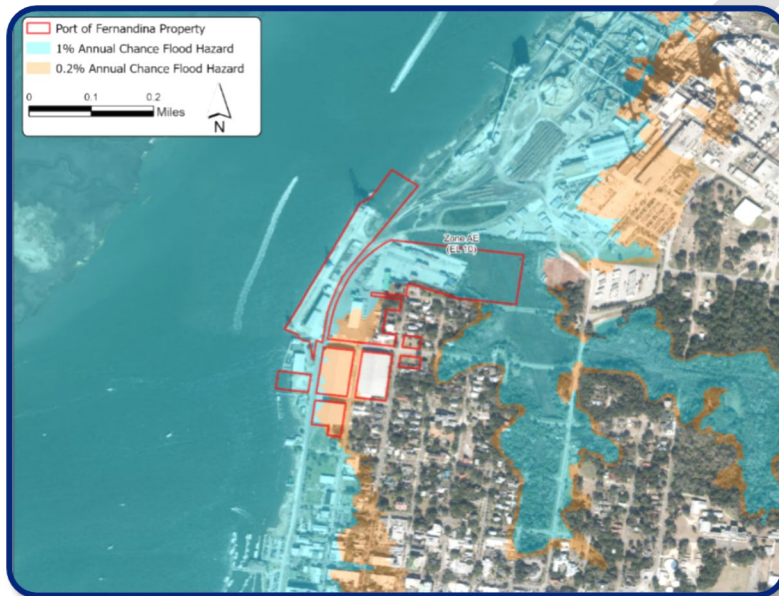 Port of Fernandina Property
1% Annual Chance Flood Hazard
0.2% Annual Chance Flood Hazard
0 0.1 0.2
Miles
N
Zone AE
(EL 10)